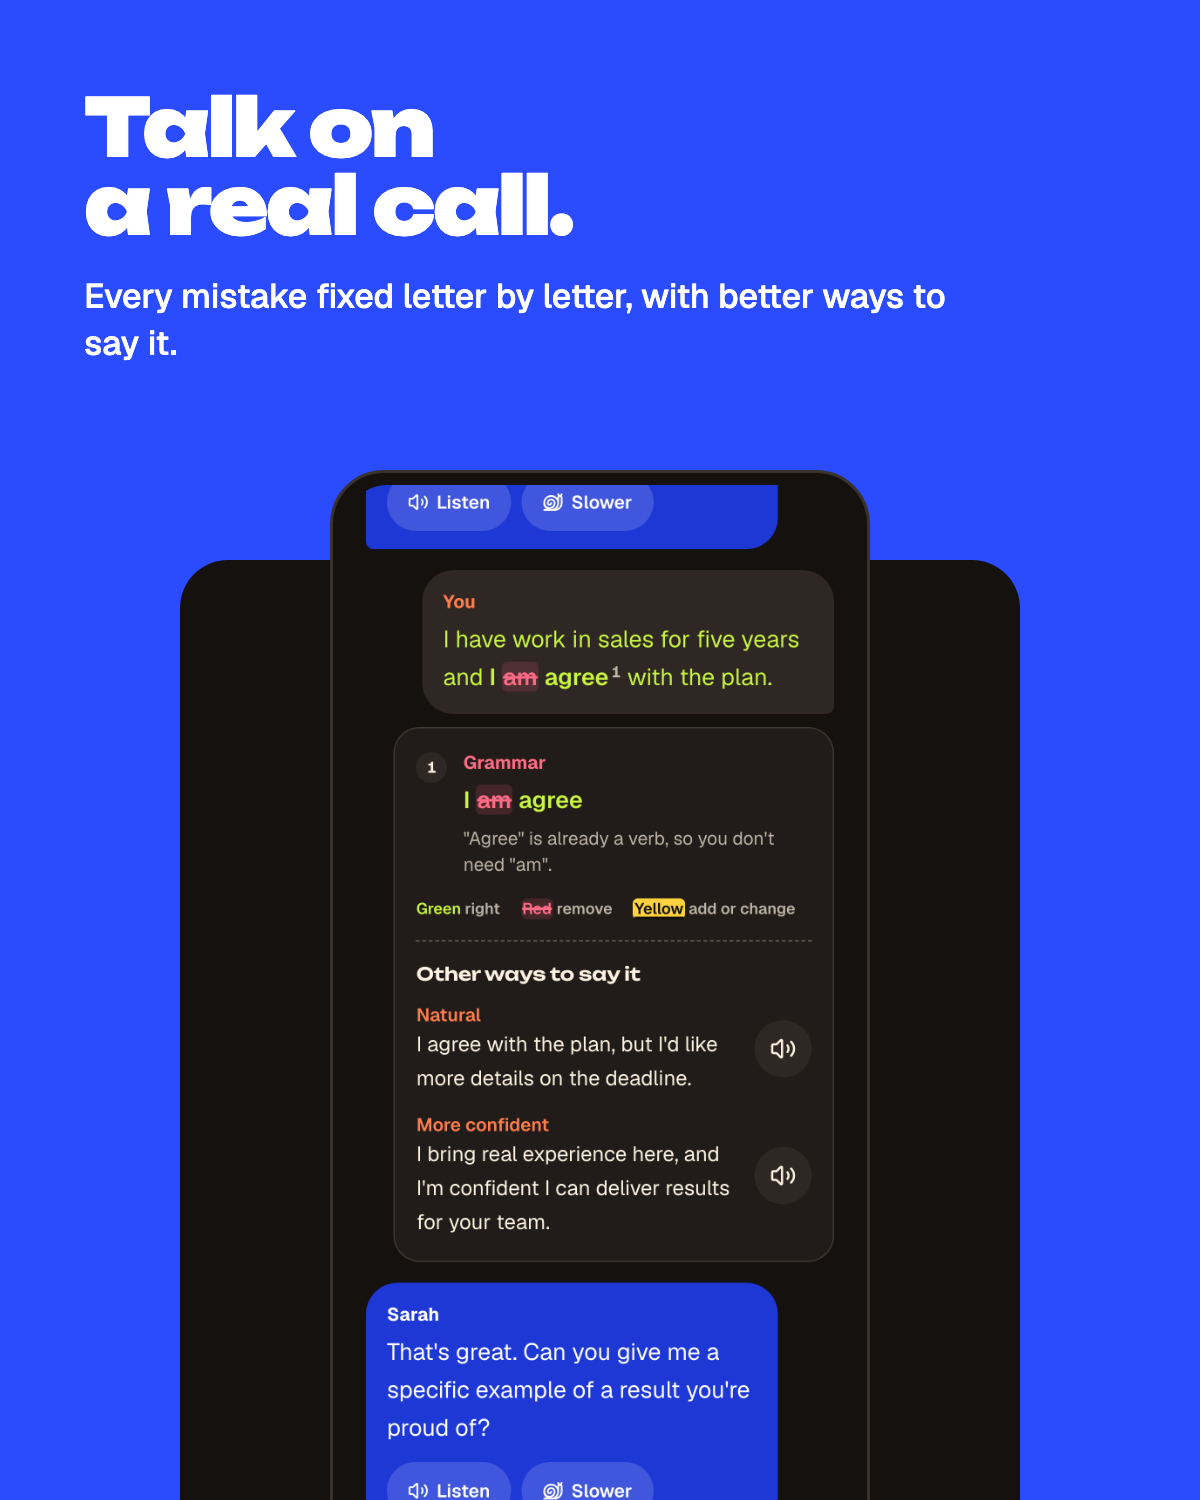 Talk on
a real call.
Every mistake fixed letter by letter, with better ways to
say it.
Listen Slower
You
I have work in sales for five years
and I am agree 1 with the plan.
1 Grammar
I am agree
"Agree" is already a verb, so you don't
need "am".
Green right Red remove Yellow add or change
Other ways to say it
Natural
I agree with the plan, but I'd like
more details on the deadline.
More confident
I bring real experience here, and
I'm confident I can deliver results
for your team.
Sarah
That's great. Can you give me a
specific example of a result you're
proud of?
Listen Slower